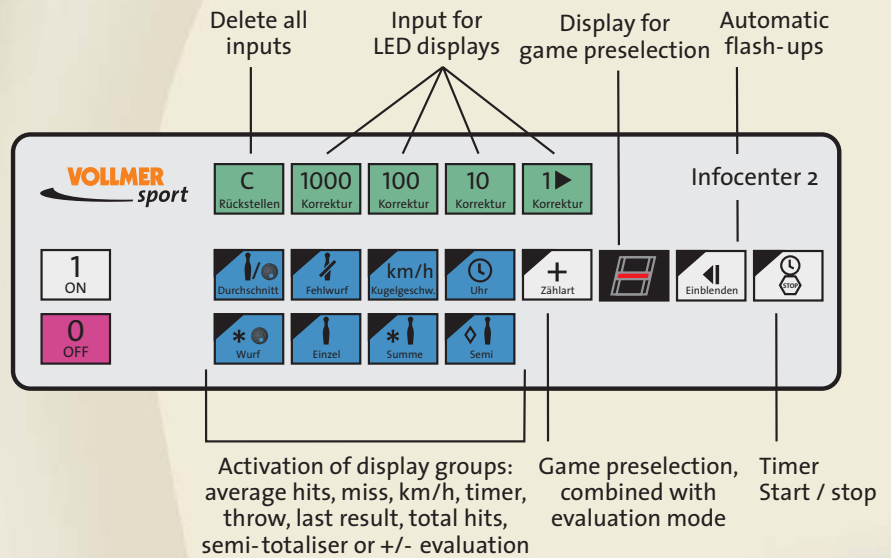 Delete all
inputs
Input for
LED displays
Display for
game preselection
Automatic
flash-ups
VOLLMER
sport
C
Rückstellen
1000
Korrektur
100
Korrektur
10
Korrektur
1▶
Korrektur
Infocenter 2
1
ON
/
Durchschnitt
Fehlwurf
km/h
Kugelgeschw.
Uhr
+
Zählart
Einblenden
STOP
0
OFF
*
Wurf
Einzel
*
Summe
◊
Semi
Activation of display groups:
average hits, miss, km/h, timer,
throw, last result, total hits,
semi-totaliser or +/- evaluation
Game preselection,
combined with
evaluation mode
Timer
Start / stop